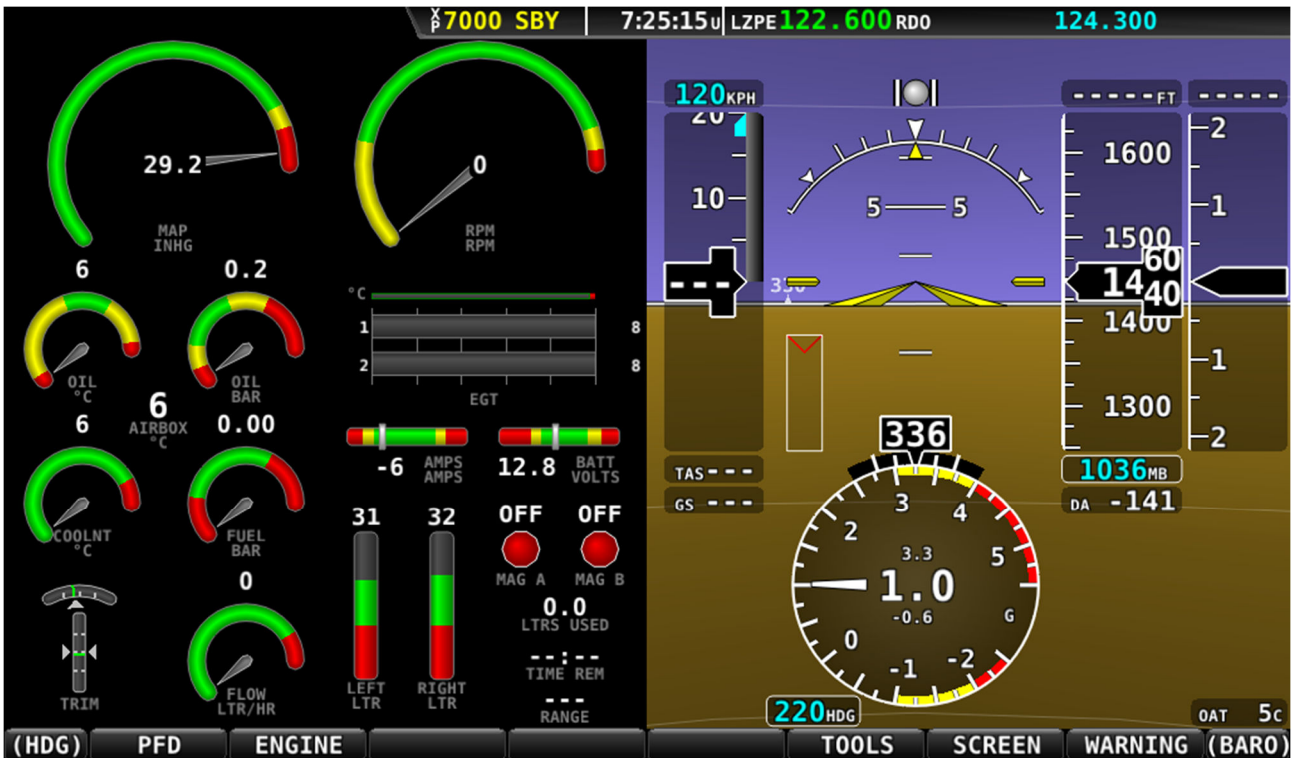 XP 7000 SBY 7:25:15U LZPE 122.600 RDO 124.300
29.2
MAP
INHG
0
RPM
RPM
6
OIL
°C
0.2
OIL
BAR
6
AIRBOX
°C
6
COOLNT
°C
0.00
FUEL
BAR
TRIM
0
FLOW
LTR/HR
°C
1 8
2 8
EGT
-6 AMPS
AMPS
12.8 BATT
VOLTS
31
LEFT
LTR
32
RIGHT
LTR
OFF OFF
MAG A MAG B
0.0
LTRS USED
--:--
TIME REM
---
RANGE
120KPH
20
10
---
TAS---
GS ---
5 5
330
-----FT
1600
1500
14 60
40
1400
1300
1036MB
DA -141
-----
2
1
1
2
336
3
4
2
5
3.3
1.0
-0.6
G
0
-1
-2
220HDG
OAT 5C
(HDG) PFD ENGINE TOOLS SCREEN WARNING (BARO)